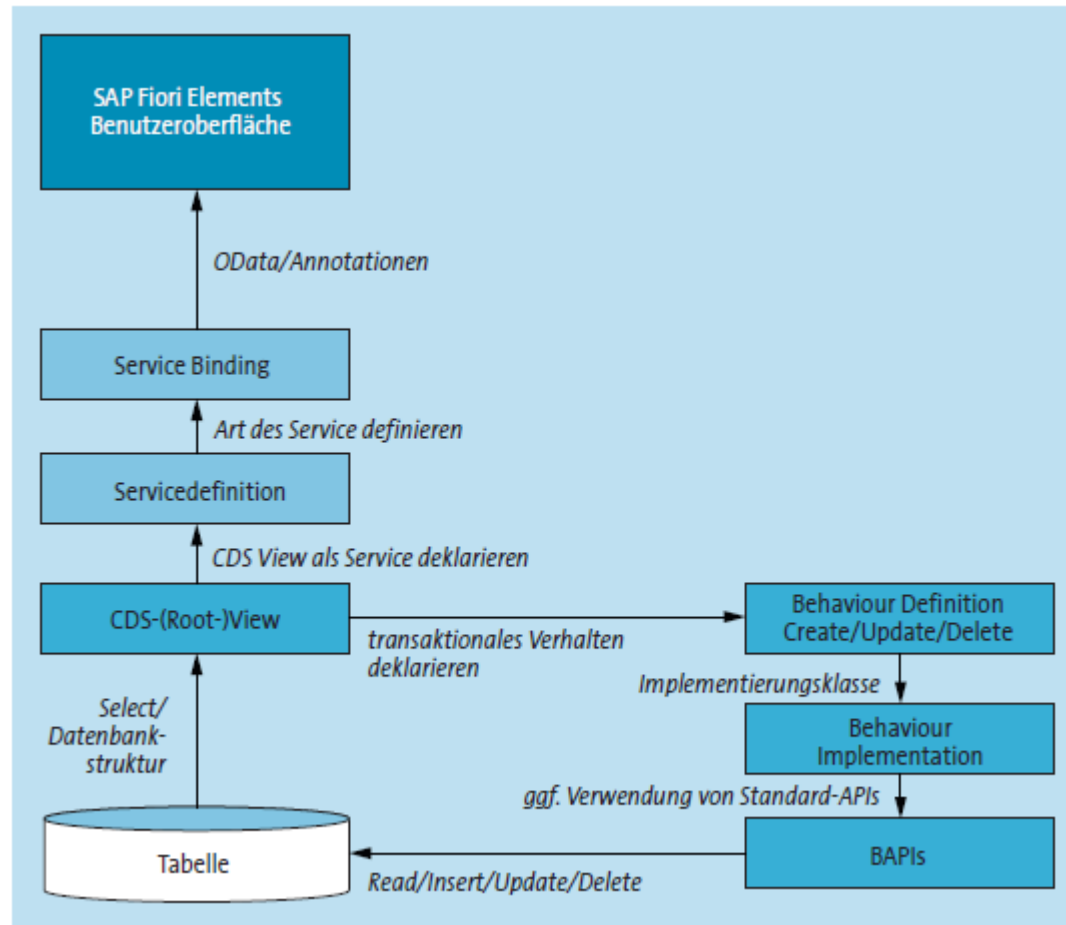 SAP Fiori Elements
Benutzeroberfläche
OData/Annotationen
Service Binding
Art des Service definieren
Servicedefinition
CDS View als Service deklarieren
CDS-(Root-)View
transaktionales Verhalten
deklarieren
Behaviour Definition
Create/Update/Delete
Implementierungsklasse
Behaviour
Implementation
ggf. Verwendung von Standard-APIs
BAPIs
Select/
Datenbank-
struktur
Tabelle
Read/Insert/Update/Delete